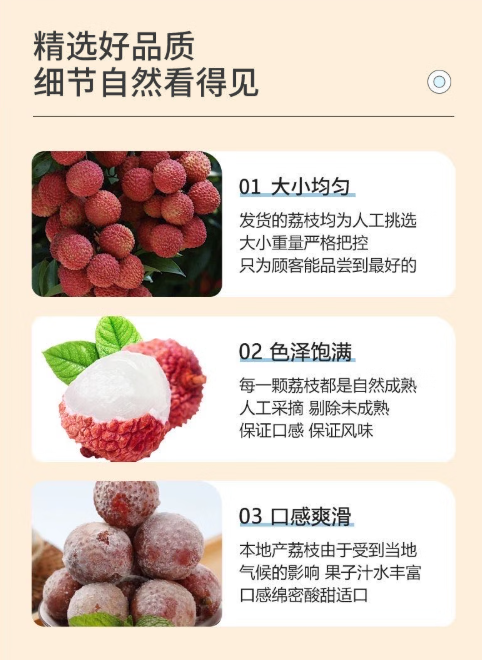 精选好品质
细节自然看得见
01 大小均匀
发货的荔枝均为人工挑选
大小重量严格把控
只为顾客能品尝到最好的
02 色泽饱满
每一颗荔枝都是自然成熟
人工采摘 剔除未成熟
保证口感 保证风味
03 口感爽滑
本地产荔枝由于受到当地
气候的影响 果子汁水丰富
口感绵密酸甜适口